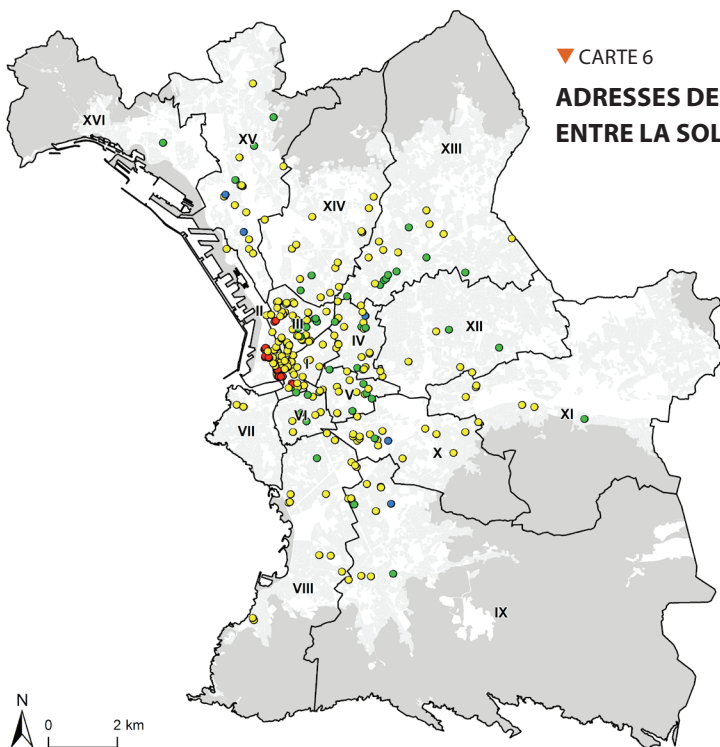 ▼ CARTE 6
ADRESSES DE
ENTRE LA SOL
XVI
XV
XIII
XIV
II
III
IV
XII
I
V
VI
XI
VII
X
VIII
IX
N
0 2 km